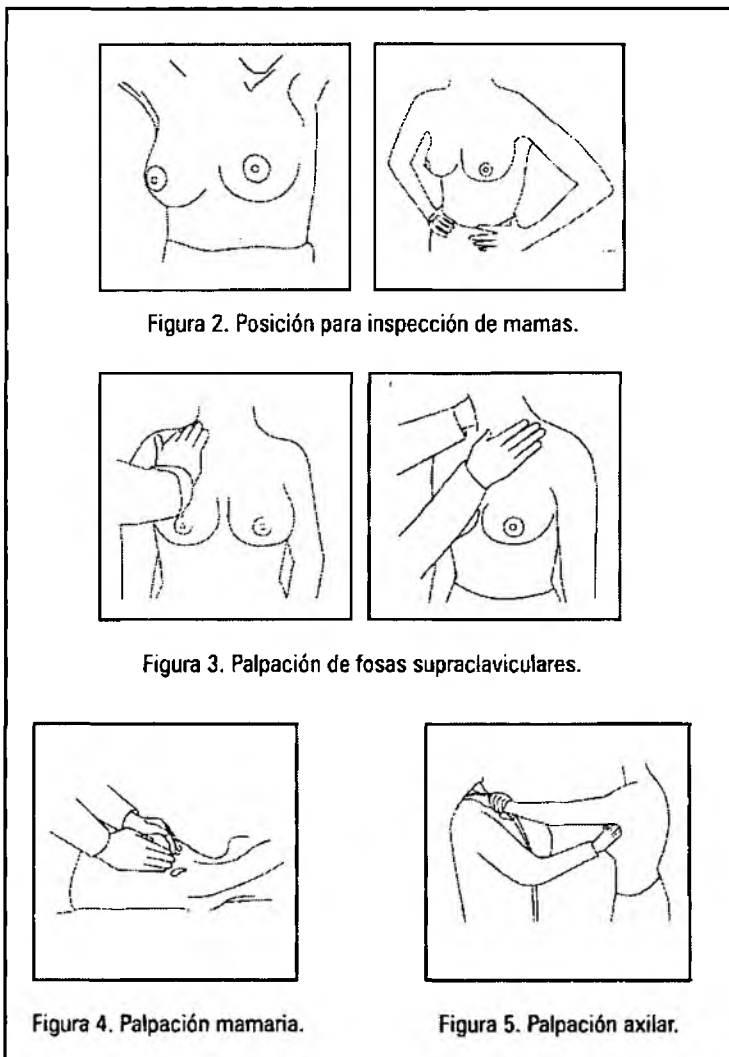 Figura 2. Posición para inspección de mamas.
Figura 3. Palpación de fosas supraclaviculares.
Figura 4. Palpación mamaria.
Figura 5. Palpación axilar.